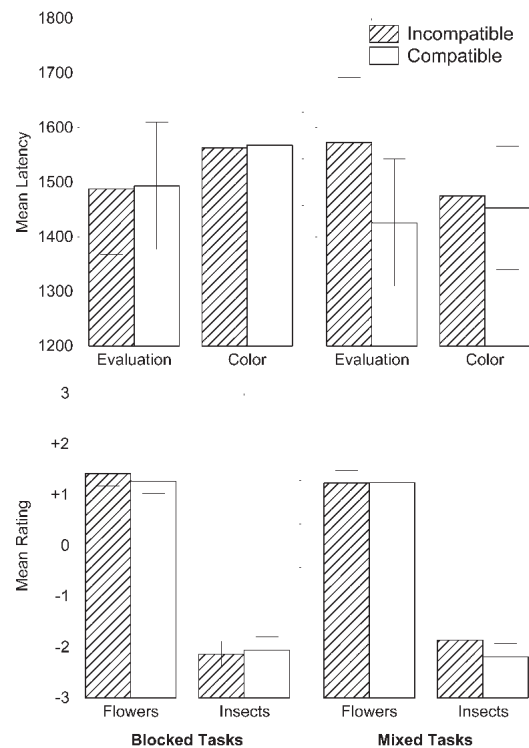 1800
1700
1600
1500
1400
1300
1200
Mean Latency
Incompatible
Compatible
Evaluation Color Evaluation Color
3
+2
+1
0
-1
-2
-3
Mean Rating
Flowers Insects Flowers Insects
Blocked Tasks Mixed Tasks